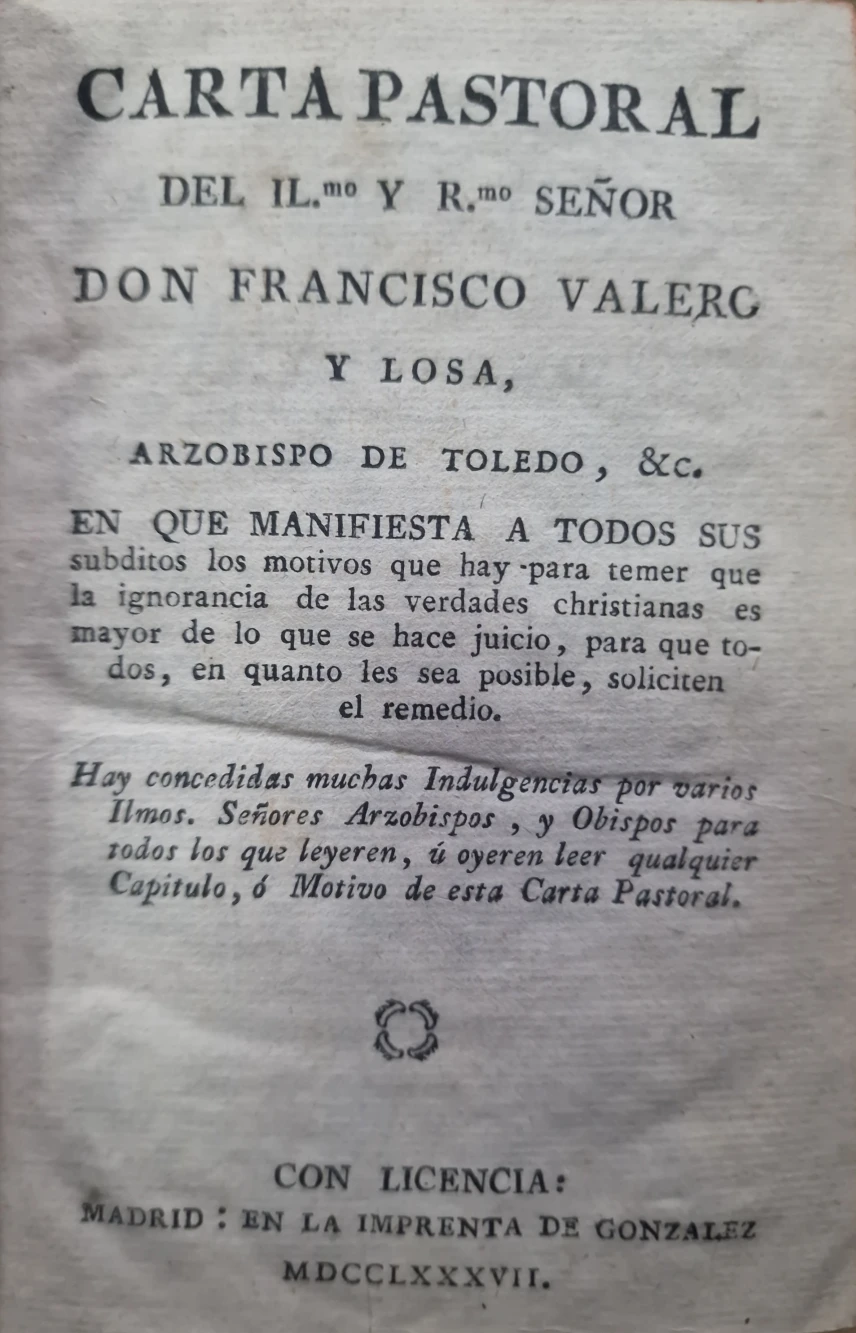 CARTA PASTORAL
DEL IL.mo Y R.mo SEÑOR
DON FRANCISCO VALERO
Y LOSA,
ARZOBISPO DE TOLEDO, &c.
EN QUE MANIFIESTA A TODOS SUS
subditos los motivos que hay para temer que
la ignorancia de las verdades christianas es
mayor de lo que se hace juicio, para que to-
dos, en quanto les sea posible, soliciten
el remedio.
Hay concedidas muchas Indulgencias por varios
Ilmos. Señores Arzobispos, y Obispos para
todos los que leyeren, ú oyeren leer qualquier
Capitulo, ó Motivo de esta Carta Pastoral.
CON LICENCIA:
MADRID: EN LA IMPRENTA DE GONZALEZ
MDCCLXXXVII.